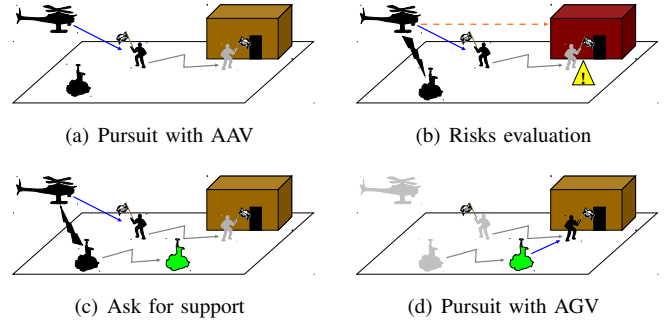 (a) Pursuit with AAV
(b) Risks evaluation
!
(c) Ask for support
(d) Pursuit with AGV